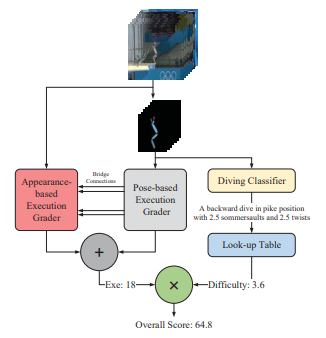 Bridge
Connections
Appearance-
based
Execution
Grader
Pose-based
Execution
Grader
Diving Classifier
A backward dive in pike position
with 2.5 sommersaults and 2.5 twists
Look-up Table
+
Exe: 18
×
Difficulty: 3.6
Overall Score: 64.8